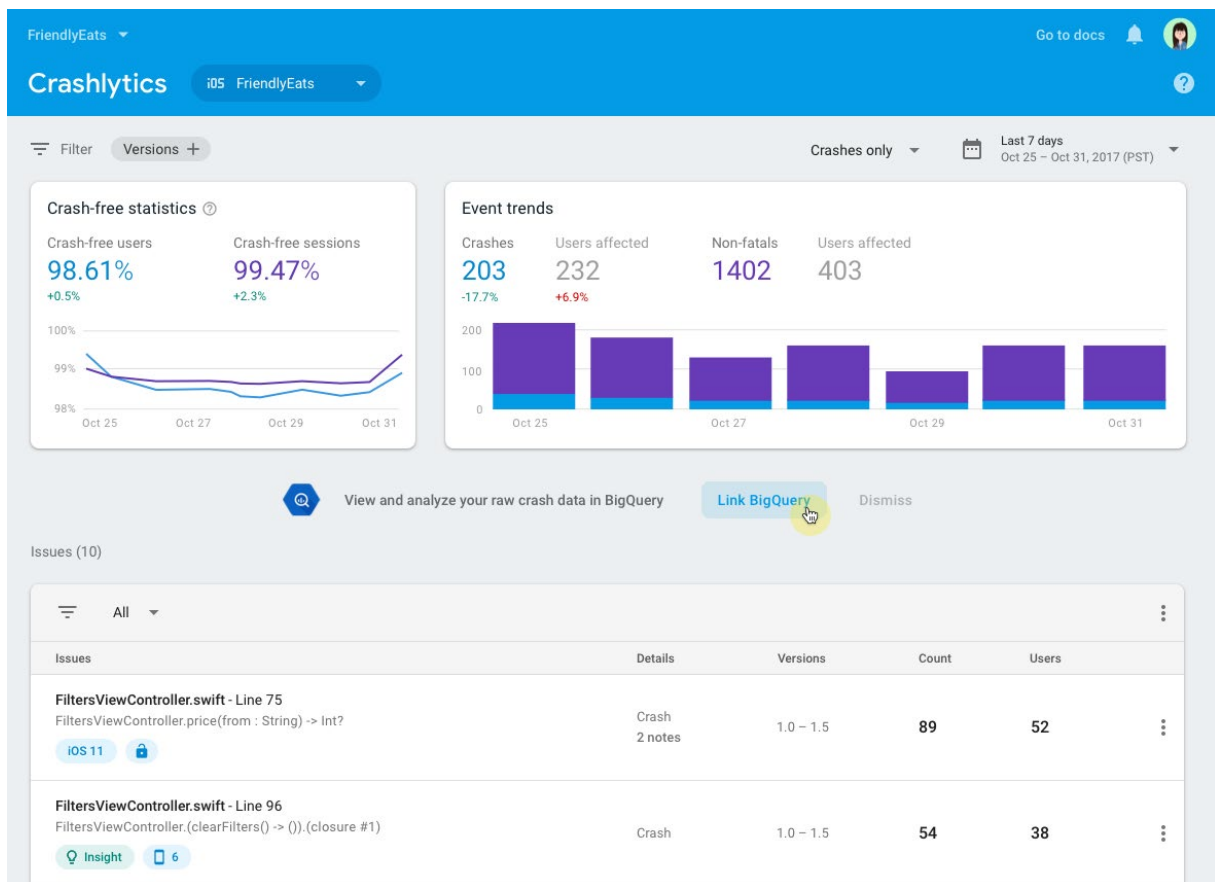 FriendlyEats
Go to docs
Crashlytics
iOS FriendlyEats
Filter
Versions +
Crashes only
Last 7 days
Oct 25 – Oct 31, 2017 (PST)
Crash-free statistics
Crash-free users
Crash-free sessions
98.61%
99.47%
+0.5%
+2.3%
100%
99%
98%
Oct 25
Oct 27
Oct 29
Oct 31
Event trends
Crashes
Users affected
Non-fatals
Users affected
203
232
1402
403
-17.7%
+6.9%
200
100
0
Oct 25
Oct 27
Oct 29
Oct 31
View and analyze your raw crash data in BigQuery
Link BigQuery
Dismiss
Issues (10)
All
Issues
Details
Versions
Count
Users
FiltersViewController.swift - Line 75
FiltersViewController.price(from : String) -> Int?
iOS 11
Crash
2 notes
1.0 – 1.5
89
52
FiltersViewController.swift - Line 96
FiltersViewController.(clearFilters() -> ()).(closure #1)
Insight
6
Crash
1.0 – 1.5
54
38